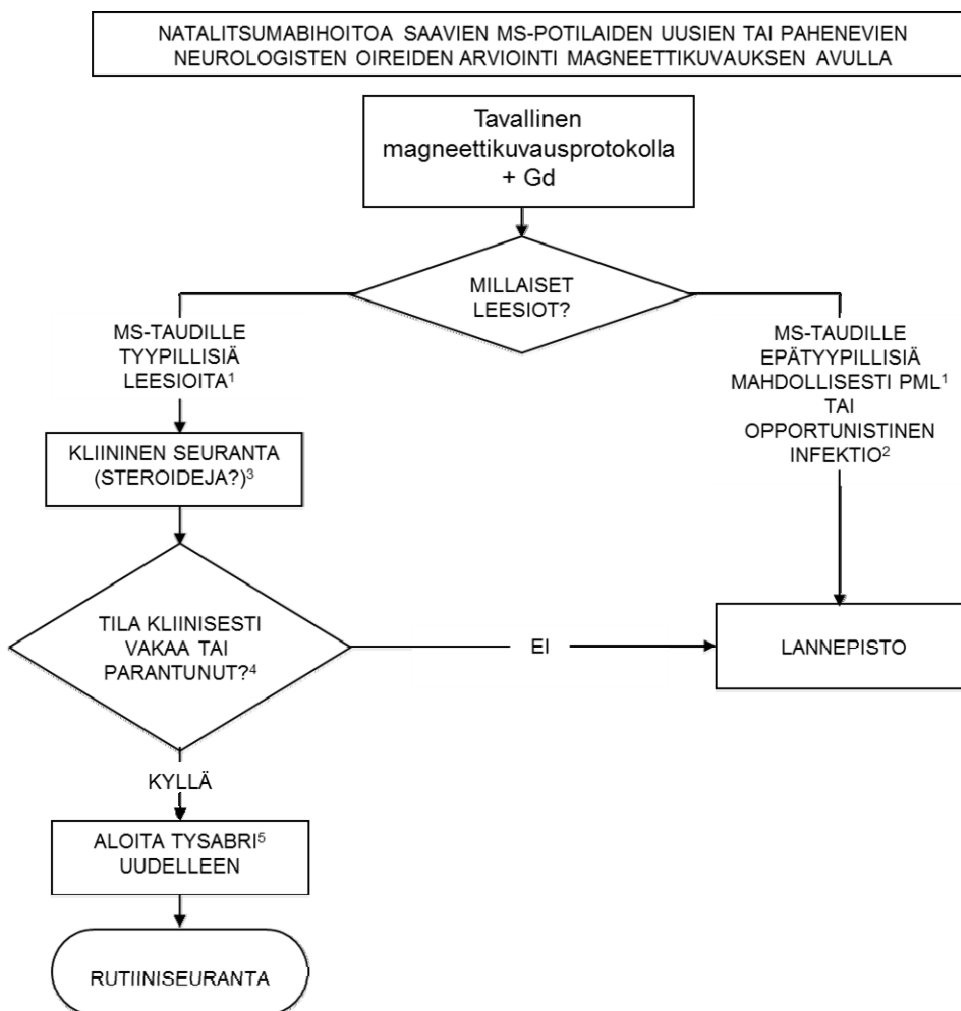 NATALITSUMABIHOITOA SAAVIEN MS-POTILAIDEN UUSIEN TAI PAHENEVIEN
NEUROLOGISTEN OIREIDEN ARVIOINTI MAGNEETTIKUVAUKSEN AVULLA
Tavallinen
magneettikuvausprotokolla
+ Gd
MILLAISET
LEESIOT?
MS-TAUDILLE
TYYPILLISIÄ
LEESIOITA¹
MS-TAUDILLE
EPÄTYYPILLISIÄ
MAHDOLLISESTI PML¹
TAI
OPPORTUNISTINEN
INFEKTIO²
KLIININEN SEURANTA
(STEROIDEJA?)³
TILA KLIINISESTI
VAKAA TAI
PARANTUNUT?⁴
EI
LANNEPISTO
KYLLÄ
ALOITA TYSABRI⁵
UUDELLEEN
RUTIINISEURANTA